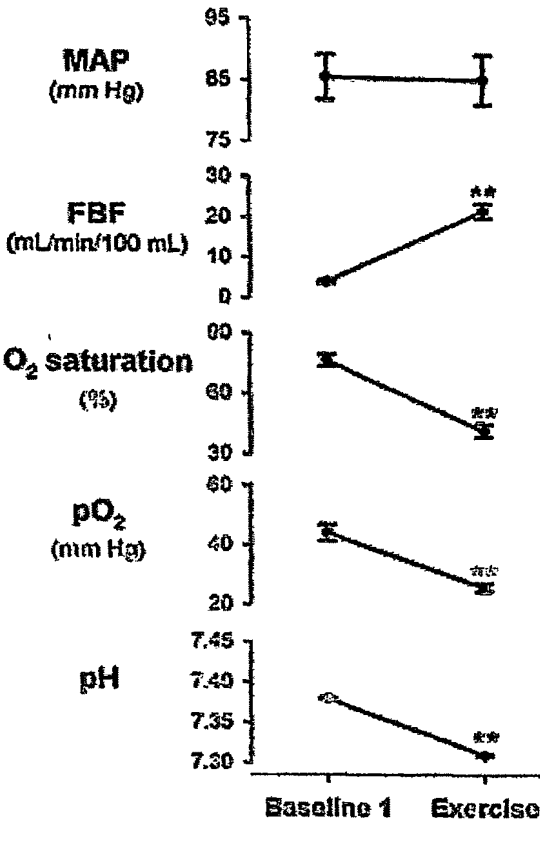 95
MAP
(mm Hg)
85
75
30
FBF
(mL/min/100 mL)
20
10
0
**
90
O₂ saturation
(%)
60
30
**
60
pO₂
(mm Hg)
40
20
**
7.45
pH
7.40
7.35
7.30
**
Baseline 1 Exercise